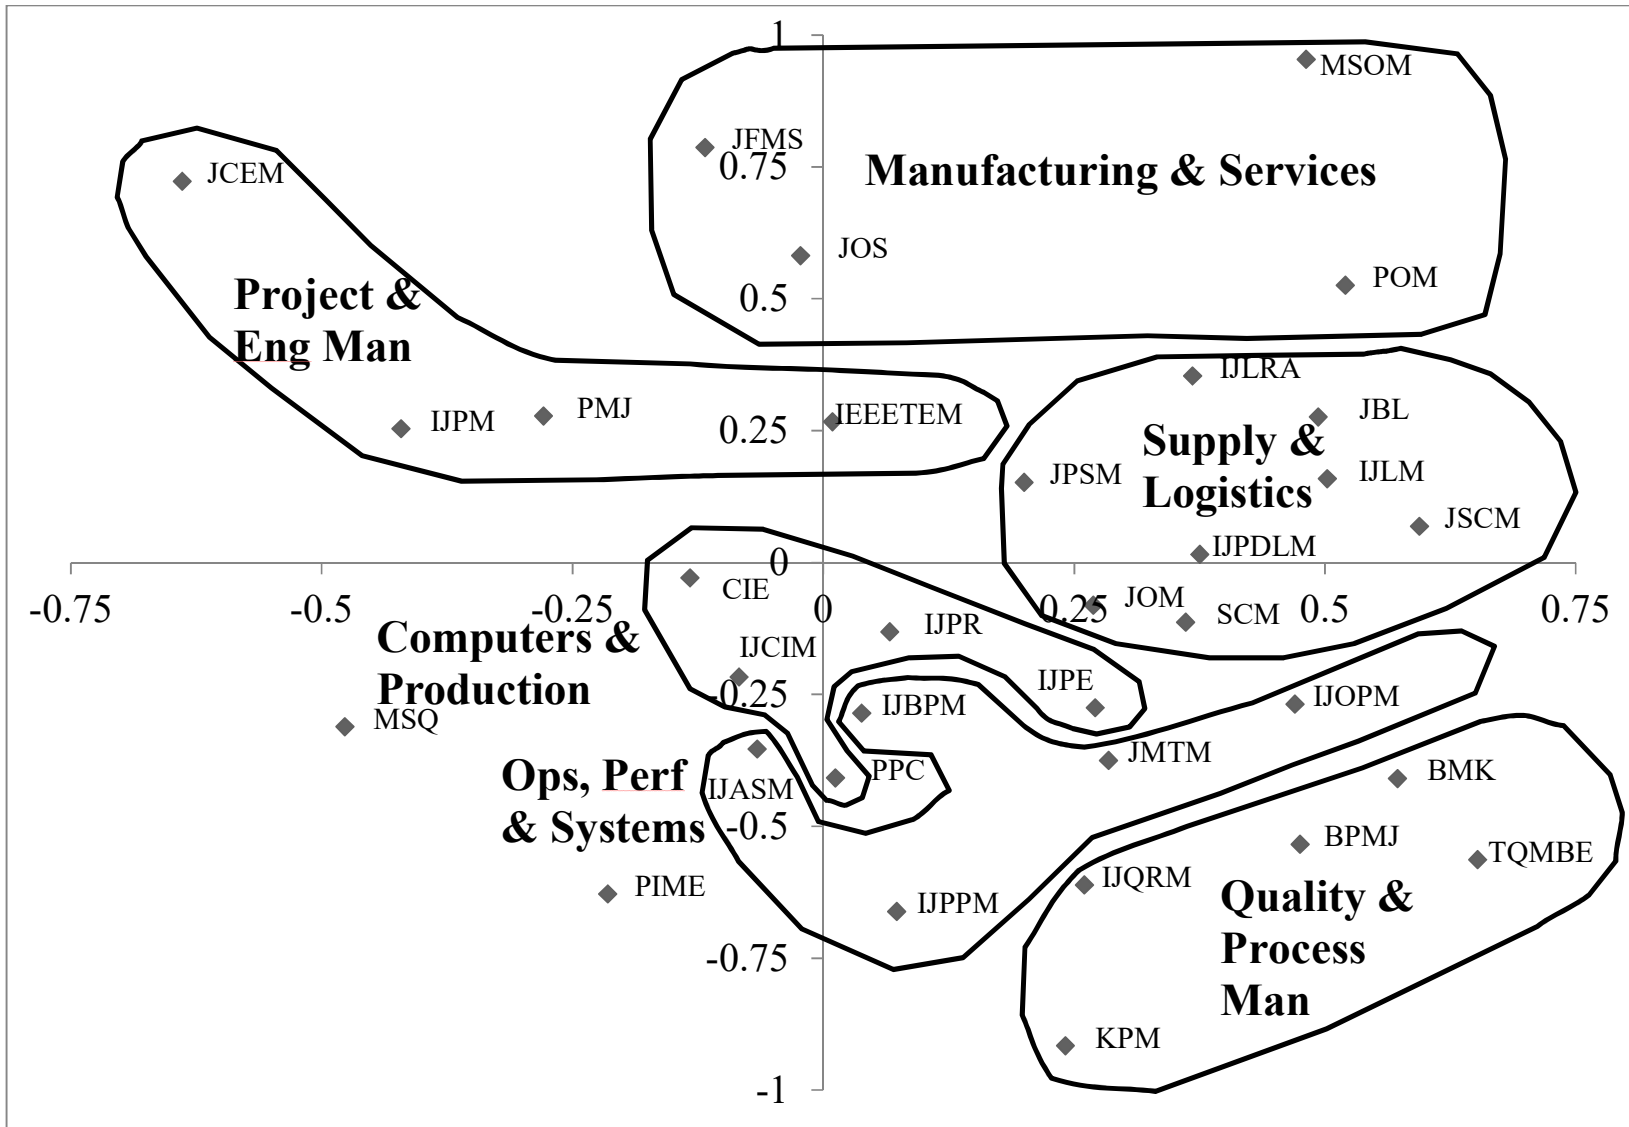 1
MSOM
JFMS
0.75
Manufacturing & Services
JCEM
JOS
POM
0.5
Project &
Eng Man
IJLRA
JBL
PMJ
IEEETEM
IJPM
0.25
Supply &
Logistics
JPSM
IJLM
JSCM
IJPDLM
0
CIE
JOM
SCM
-0.75
-0.5
-0.25
0
0.25
0.5
0.75
IJPR
Computers &
Production
IJCIM
IJPE
-0.25
IJBPM
IJOPM
MSQ
JMTM
PPC
BMK
Ops, Perf
& Systems
IJASM
-0.5
BPMJ
TQMBE
PIME
IJQRM
IJPPM
Quality &
Process
Man
-0.75
KPM
-1